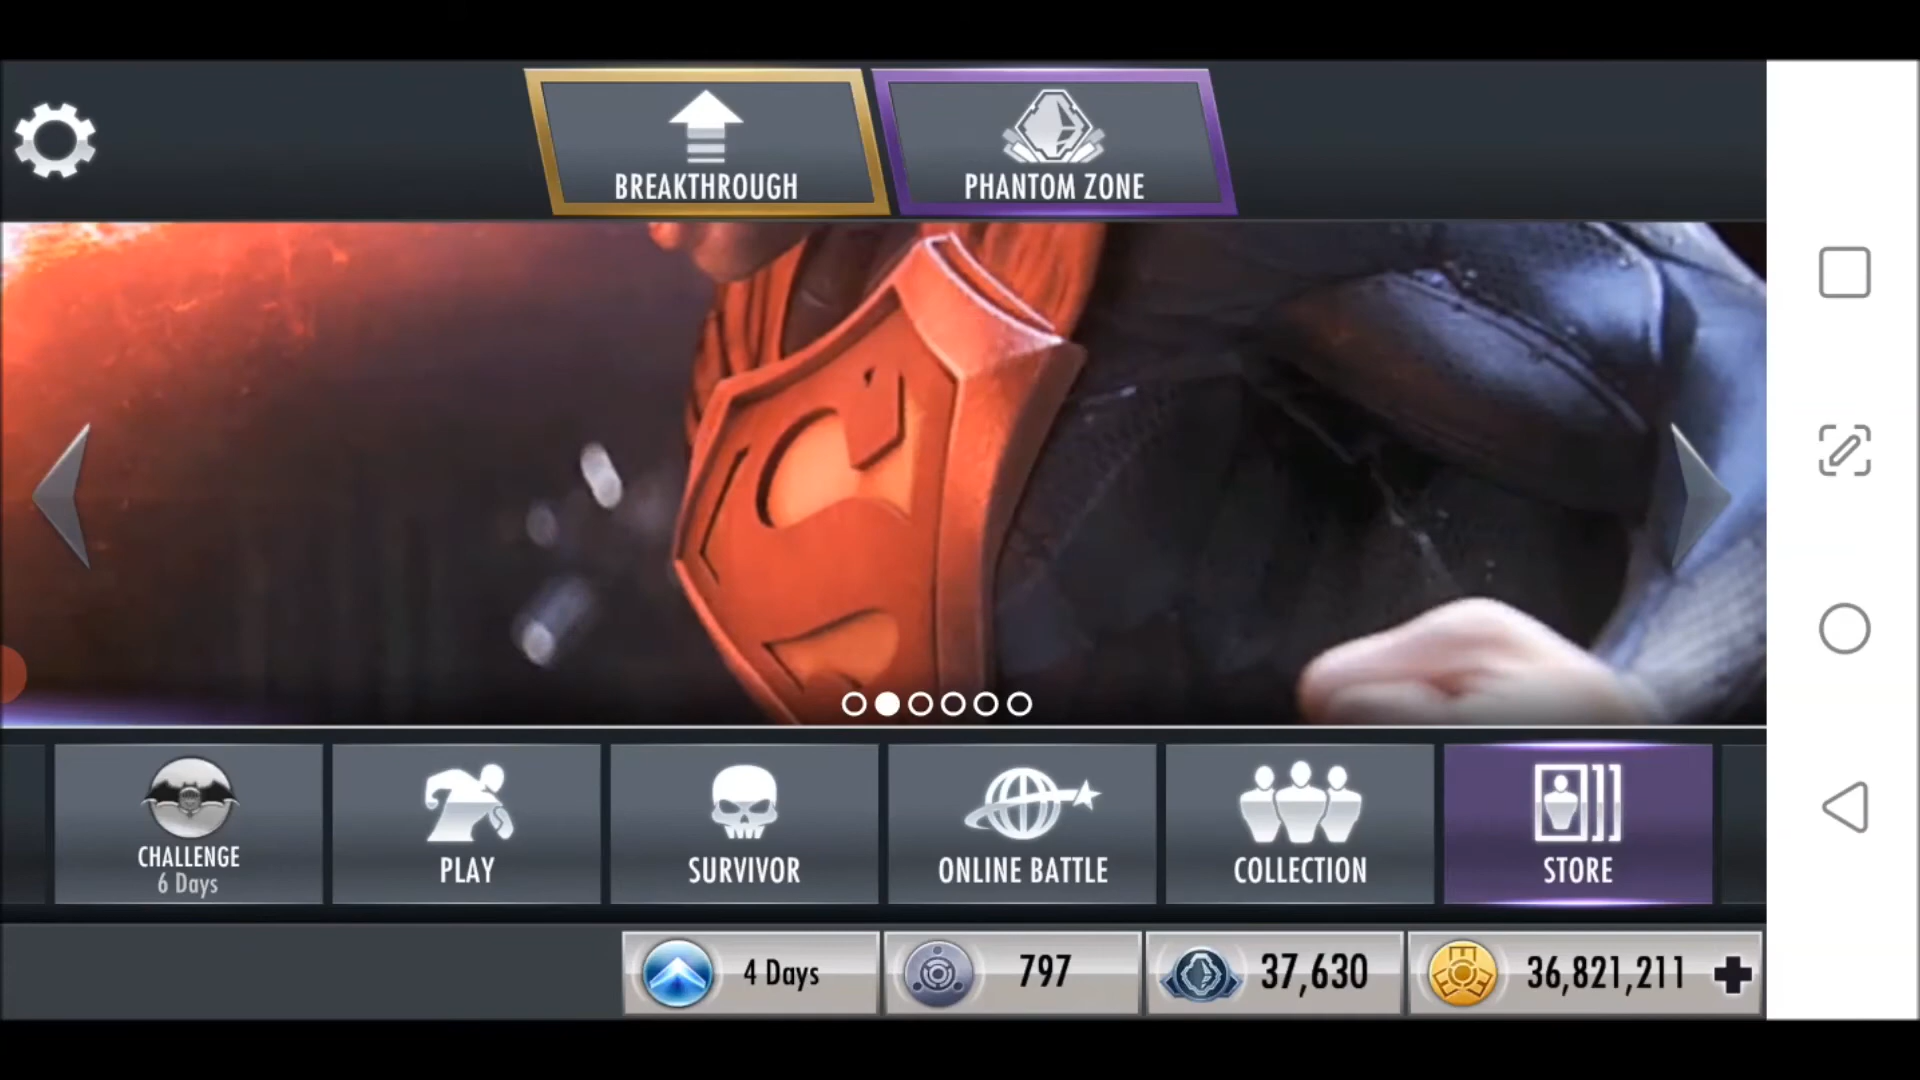 BREAKTHROUGH
PHANTOM ZONE
CHALLENGE
6 Days
PLAY
SURVIVOR
ONLINE BATTLE
COLLECTION
STORE
4 Days
797
37,630
36,821,211